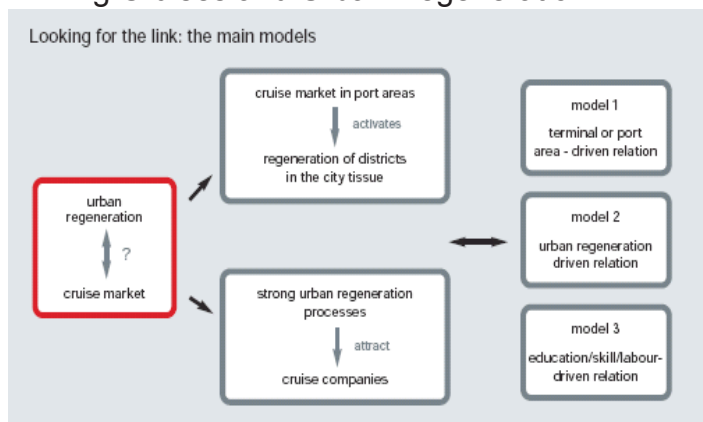 Looking for the link: the main models
cruise market in port areas
activates
regeneration of districts
in the city tissue
urban
regeneration
?
cruise market
strong urban regeneration
processes
attract
cruise companies
model 1
terminal or port
area - driven relation
model 2
urban regeneration
driven relation
model 3
education/skill/labour-
driven relation